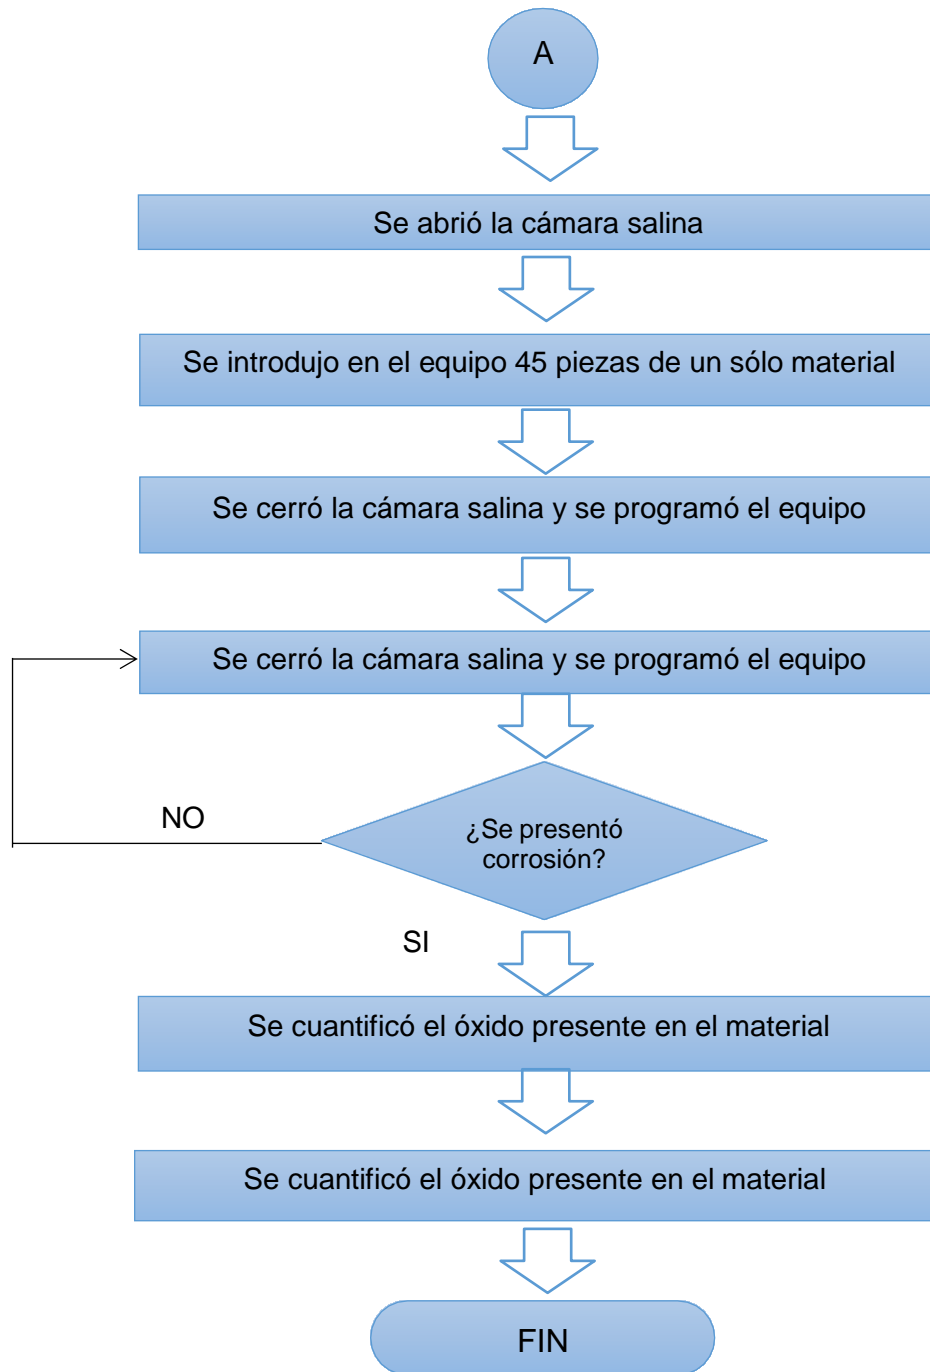 A
Se abrió la cámara salina
Se introdujo en el equipo 45 piezas de un sólo material
Se cerró la cámara salina y se programó el equipo
Se cerró la cámara salina y se programó el equipo
NO
¿Se presentó
corrosión?
SI
Se cuantificó el óxido presente en el material
Se cuantificó el óxido presente en el material
FIN